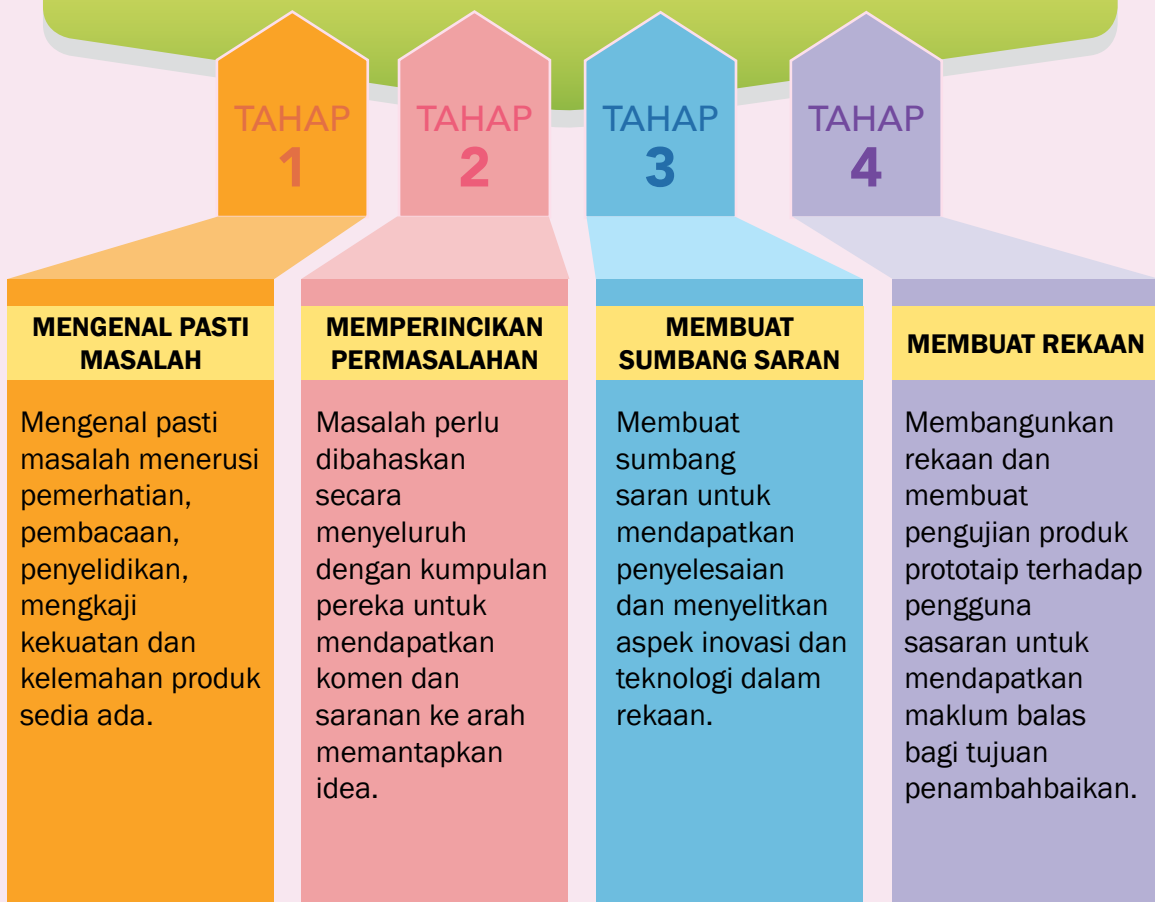 TAHAP
1
TAHAP
2
TAHAP
3
TAHAP
4
MENGENAL PASTI
MASALAH
Mengenal pasti
masalah menerusi
pemerhatian,
pembacaan,
penyelidikan,
mengkaji
kekuatan dan
kelemahan produk
sedia ada.
MEMPERINCIKAN
PERMASALAHAN
Masalah perlu
dibahaskan
secara
menyeluruh
dengan kumpulan
pereka untuk
mendapatkan
komen dan
saranan ke arah
memantapkan
idea.
MEMBUAT
SUMBANG SARAN
Membuat
sumbang
saran untuk
mendapatkan
penyelesaian
dan menyelitkan
aspek inovasi dan
teknologi dalam
rekaan.
MEMBUAT REKAAN
Membangunkan
rekaan dan
membuat
pengujian produk
prototaip terhadap
pengguna
sasaran untuk
mendapatkan
maklum balas
bagi tujuan
penambahbaikan.